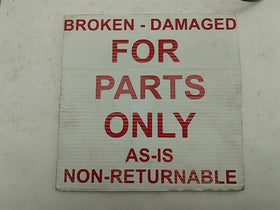 BROKEN - DAMAGED
FOR
PARTS
ONLY
AS-IS
NON-RETURNABLE